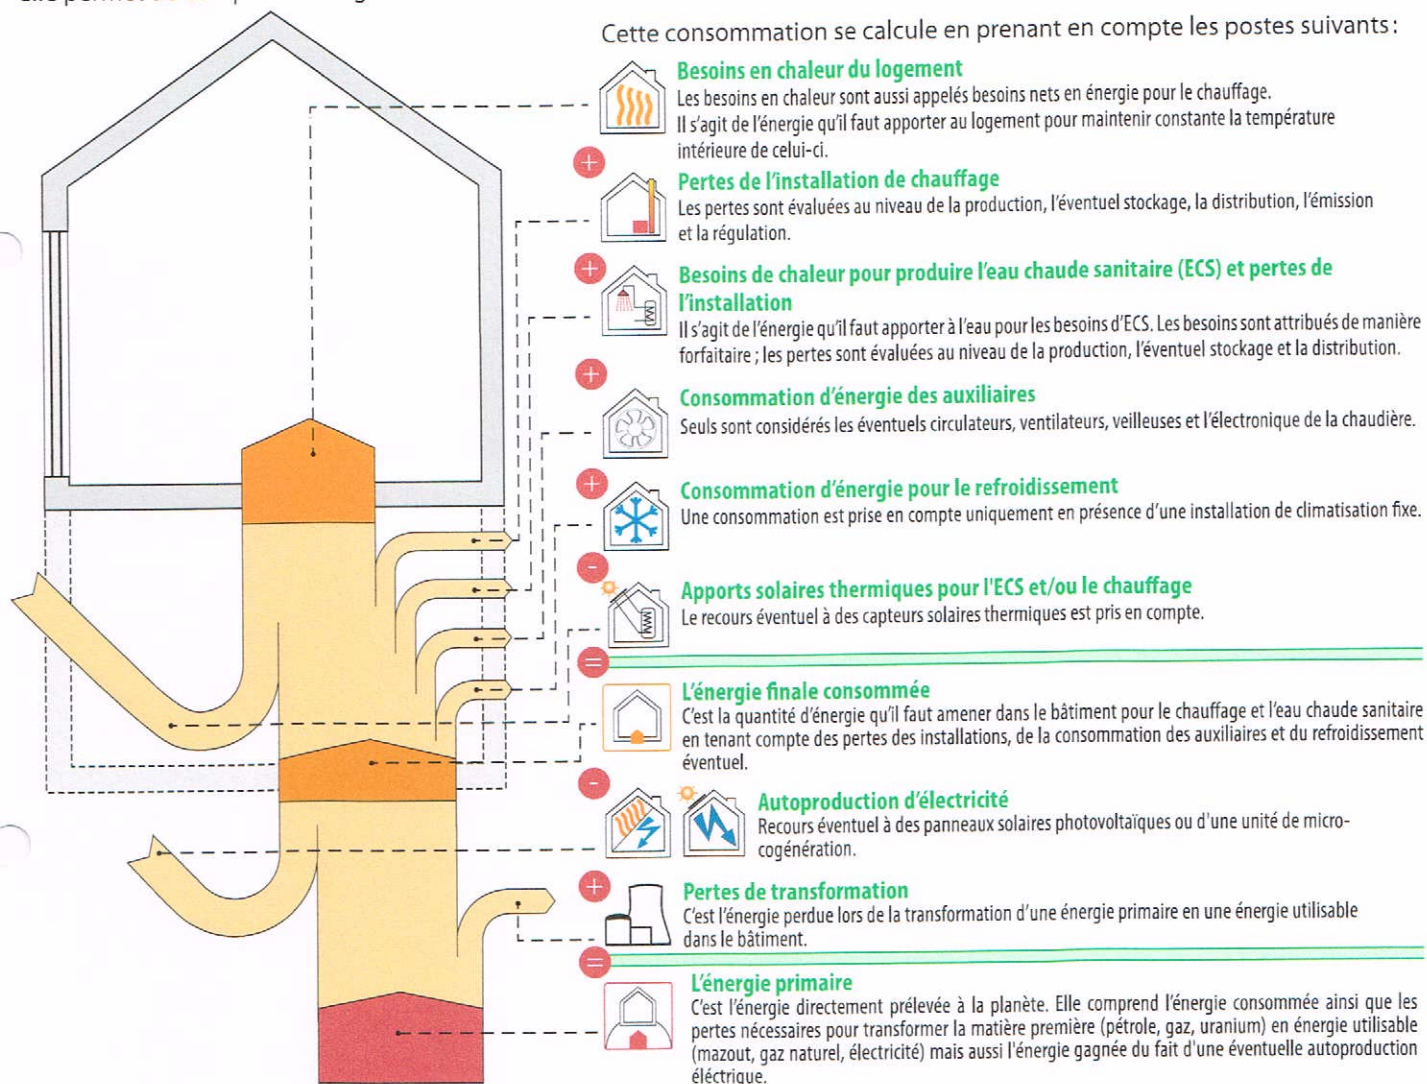 Cette consommation se calcule en prenant en compte les postes suivants :
Besoins en chaleur du logement
Les besoins en chaleur sont aussi appelés besoins nets en énergie pour le chauffage.
Il s'agit de l'énergie qu'il faut apporter au logement pour maintenir constante la température
intérieure de celui-ci.
+
Pertes de l'installation de chauffage
Les pertes sont évaluées au niveau de la production, l'éventuel stockage, la distribution, l'émission
et la régulation.
+
Besoins de chaleur pour produire l'eau chaude sanitaire (ECS) et pertes de
l'installation
Il s'agit de l'énergie qu'il faut apporter à l'eau pour les besoins d'ECS. Les besoins sont attribués de manière
forfaitaire ; les pertes sont évaluées au niveau de la production, l'éventuel stockage et la distribution.
+
Consommation d'énergie des auxiliaires
Seuls sont considérés les éventuels circulateurs, ventilateurs, veilleuses et l'électronique de la chaudière.
+
Consommation d'énergie pour le refroidissement
Une consommation est prise en compte uniquement en présence d'une installation de climatisation fixe.
-
Apports solaires thermiques pour l'ECS et/ou le chauffage
Le recours éventuel à des capteurs solaires thermiques est pris en compte.
=
L'énergie finale consommée
C'est la quantité d'énergie qu'il faut amener dans le bâtiment pour le chauffage et l'eau chaude sanitaire
en tenant compte des pertes des installations, de la consommation des auxiliaires et du refroidissement
éventuel.
-
Autoproduction d'électricité
Recours éventuel à des panneaux solaires photovoltaïques ou d'une unité de micro-
cogénération.
+
Pertes de transformation
C'est l'énergie perdue lors de la transformation d'une énergie primaire en une énergie utilisable
dans le bâtiment.
=
L'énergie primaire
C'est l'énergie directement prélevée à la planète. Elle comprend l'énergie consommée ainsi que les
pertes nécessaires pour transformer la matière première (pétrole, gaz, uranium) en énergie utilisable
(mazout, gaz naturel, électricité) mais aussi l'énergie gagnée du fait d'une éventuelle autoproduction
éléctrique.